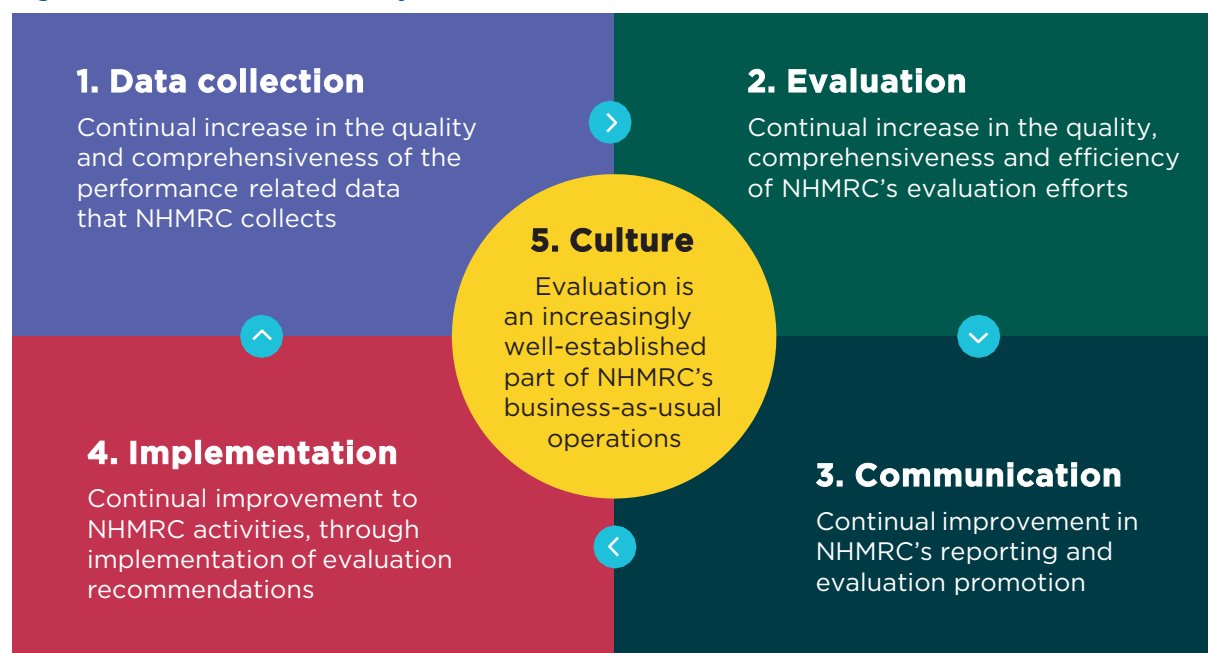 1. Data collection
Continual increase in the quality
and comprehensiveness of the
performance related data
that NHMRC collects
2. Evaluation
Continual increase in the quality,
comprehensiveness and efficiency
of NHMRC’s evaluation efforts
5. Culture
Evaluation is
an increasingly
well-established
part of NHMRC’s
business-as-usual
operations
4. Implementation
Continual improvement to
NHMRC activities, through
implementation of evaluation
recommendations
3. Communication
Continual improvement in
NHMRC’s reporting and
evaluation promotion